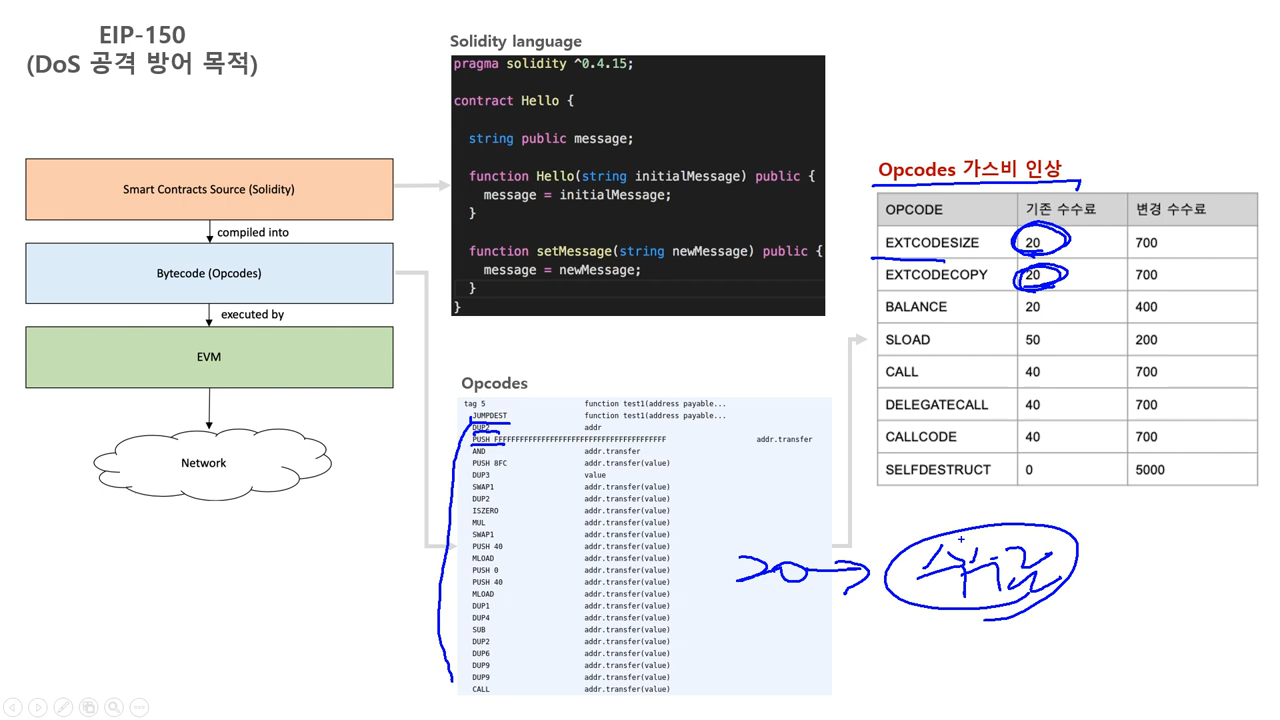 EIP-150
(DoS 공격 방어 목적)
Smart Contracts Source (Solidity)
compiled into
Bytecode (Opcodes)
executed by
EVM
Network
Solidity language
pragma solidity ^0.4.15;
contract Hello {
string public message;
function Hello(string initialMessage) public {
message = initialMessage;
}
function setMessage(string newMessage) public {
message = newMessage;
}
}
Opcodes
tag 5 function test1(address payable...
JUMPDEST function test1(address payable...
DUP2 addr
PUSH FFFFFFFFFFFFFFFFFFFFFFFFFFFFFFFFFFFFFFFF addr.transfer
AND addr.transfer
PUSH 8FC addr.transfer(value)
DUP3 value
SWAP1 addr.transfer(value)
DUP2 addr.transfer(value)
ISZERO addr.transfer(value)
MUL addr.transfer(value)
SWAP1 addr.transfer(value)
PUSH 40 addr.transfer(value)
MLOAD addr.transfer(value)
PUSH 0 addr.transfer(value)
PUSH 40 addr.transfer(value)
MLOAD addr.transfer(value)
DUP1 addr.transfer(value)
DUP4 addr.transfer(value)
SUB addr.transfer(value)
DUP2 addr.transfer(value)
DUP6 addr.transfer(value)
DUP9 addr.transfer(value)
DUP9 addr.transfer(value)
CALL addr.transfer(value)
Opcodes 가스비 인상
OPCODE 기존 수수료 변경 수수료
EXTCODESIZE 20 700
EXTCODECOPY 20 700
BALANCE 20 400
SLOAD 50 200
CALL 40 700
DELEGATECALL 40 700
CALLCODE 40 700
SELFDESTRUCT 0 5000
20